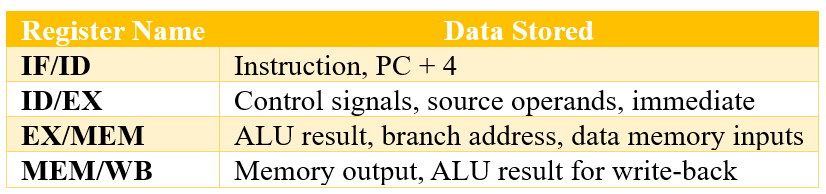 Register Name Data Stored
IF/ID Instruction, PC + 4
ID/EX Control signals, source operands, immediate
EX/MEM ALU result, branch address, data memory inputs
MEM/WB Memory output, ALU result for write-back